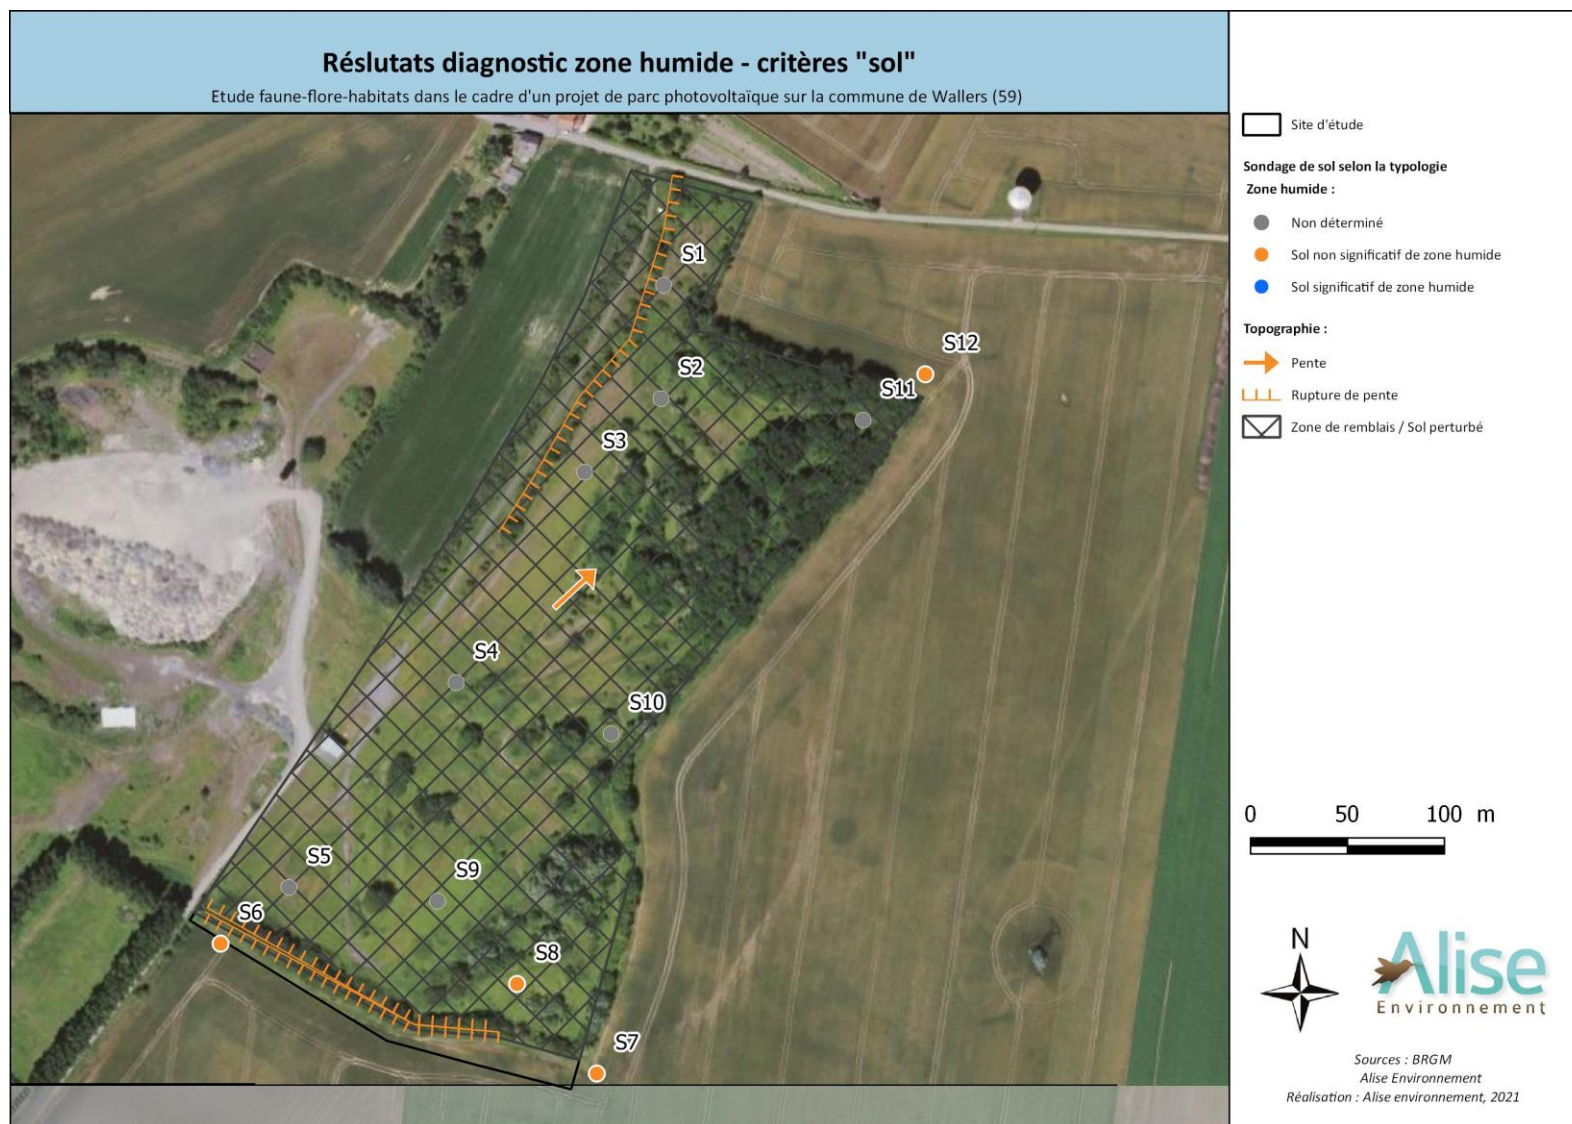 Réslutats diagnostic zone humide - critères "sol"
Etude faune-flore-habitats dans le cadre d'un projet de parc photovoltaïque sur la commune de Wallers (59)
Site d'étude
Sondage de sol selon la typologie
Zone humide :
Non déterminé
Sol non significatif de zone humide
Sol significatif de zone humide
Topographie :
Pente
Rupture de pente
Zone de remblais / Sol perturbé
S1
S12
S2
S11
S3
S4
S10
S5
S9
S6
S8
S7
0 50 100 m
N
Alise
Environnement
Sources : BRGM
Alise Environnement
Réalisation : Alise environnement, 2021